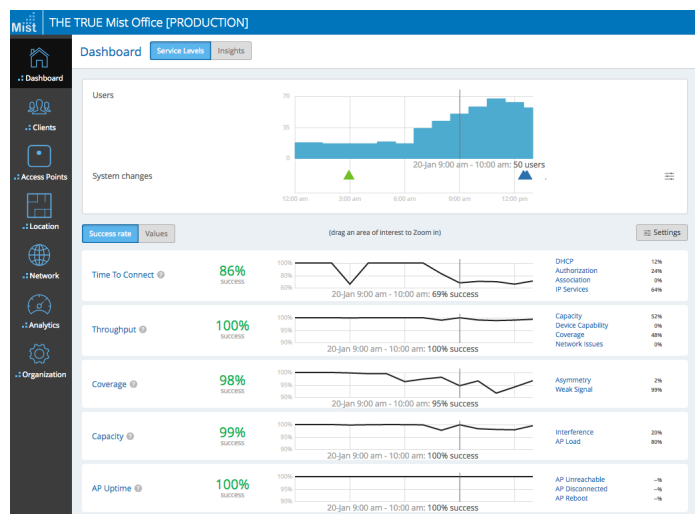 Mist THE TRUE Mist Office [PRODUCTION]
Dashboard Service Levels Insights
.: Dashboard
.: Clients
.: Access Points
.: Location
.: Network
.: Analytics
.: Organization
Users
70
35
0
20-Jan 9:00 am - 10:00 am: 50 users
System changes
12:00 am 3:00 am 6:00 am 9:00 am 12:00 pm
Success rate Values (drag an area of interest to Zoom in) Settings
Time To Connect ? 86% success
100%
80%
60%
20-Jan 9:00 am - 10:00 am: 69% success
DHCP 12%
Authorization 24%
Association 0%
IP Services 64%
Throughput ? 100% success
100%
95%
90%
20-Jan 9:00 am - 10:00 am: 100% success
Capacity 52%
Device Capability 0%
Coverage 48%
Network Issues 0%
Coverage ? 98% success
100%
95%
90%
20-Jan 9:00 am - 10:00 am: 95% success
Asymmetry 2%
Weak Signal 99%
Capacity ? 99% success
100%
95%
90%
20-Jan 9:00 am - 10:00 am: 100% success
Interference 20%
AP Load 80%
AP Uptime ? 100% success
100%
95%
90%
20-Jan 9:00 am - 10:00 am: 100% success
AP Unreachable --%
AP Disconnected --%
AP Reboot --%